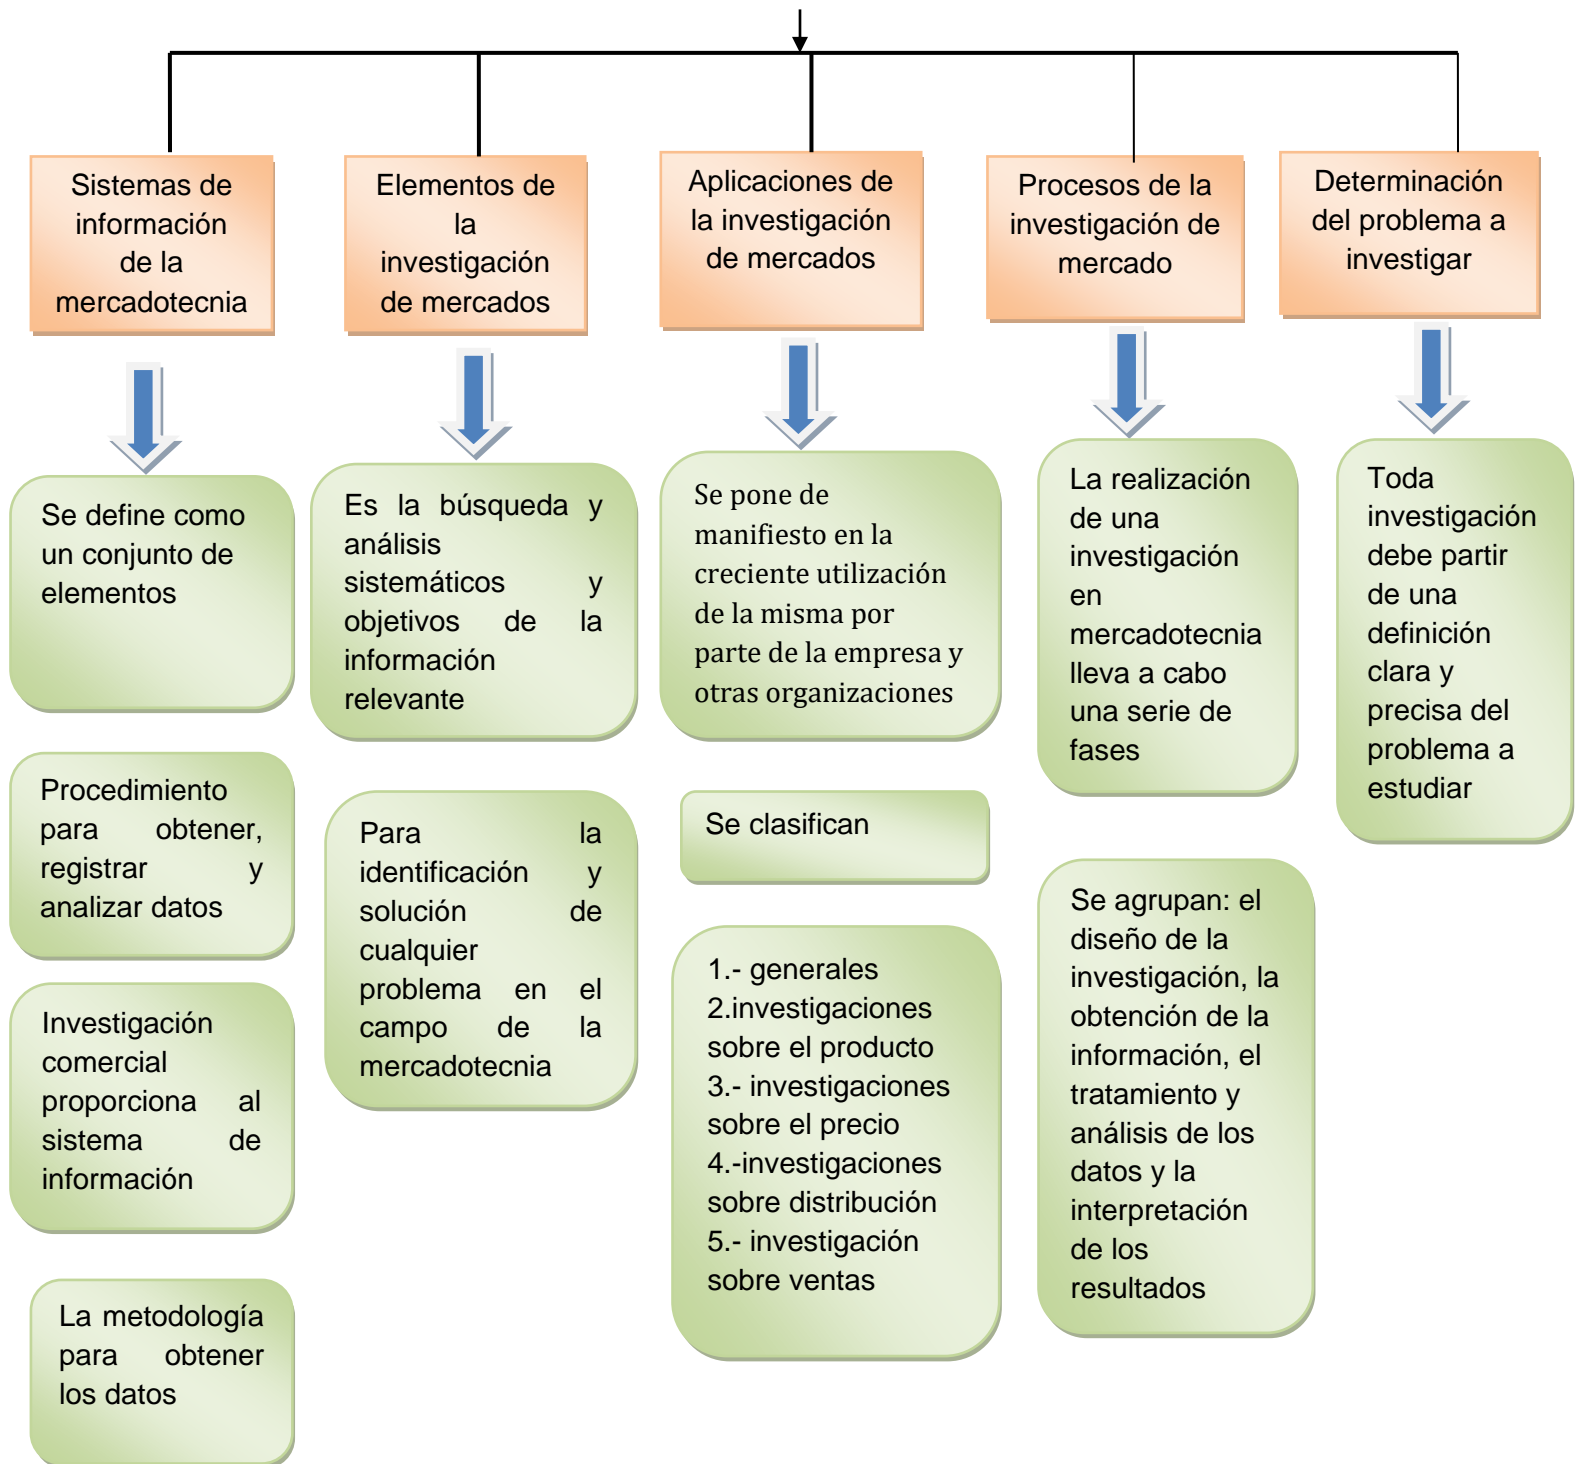 Sistemas de
información
de la
mercadotecnia
Elementos de
la
investigación
de mercados
Aplicaciones de
la investigación
de mercados
Procesos de la
investigación de
mercado
Determinación
del problema a
investigar
Se define como
un conjunto de
elementos
Procedimiento
para obtener,
registrar y
analizar datos
Investigación
comercial
proporciona al
sistema de
información
La metodología
para obtener
los datos
Es la búsqueda y
análisis
sistemáticos y
objetivos de la
información
relevante
Para la
identificación y
solución de
cualquier
problema en el
campo de la
mercadotecnia
Se pone de
manifiesto en la
creciente utilización
de la misma por
parte de la empresa y
otras organizaciones
Se clasifican
1.- generales
2.investigaciones
sobre el producto
3.- investigaciones
sobre el precio
4.-investigaciones
sobre distribución
5.- investigación
sobre ventas
La realización
de una
investigación
en
mercadotecnia
lleva a cabo
una serie de
fases
Se agrupan: el
diseño de la
investigación, la
obtención de la
información, el
tratamiento y
análisis de los
datos y la
interpretación
de los
resultados
Toda
investigación
debe partir
de una
definición
clara y
precisa del
problema a
estudiar